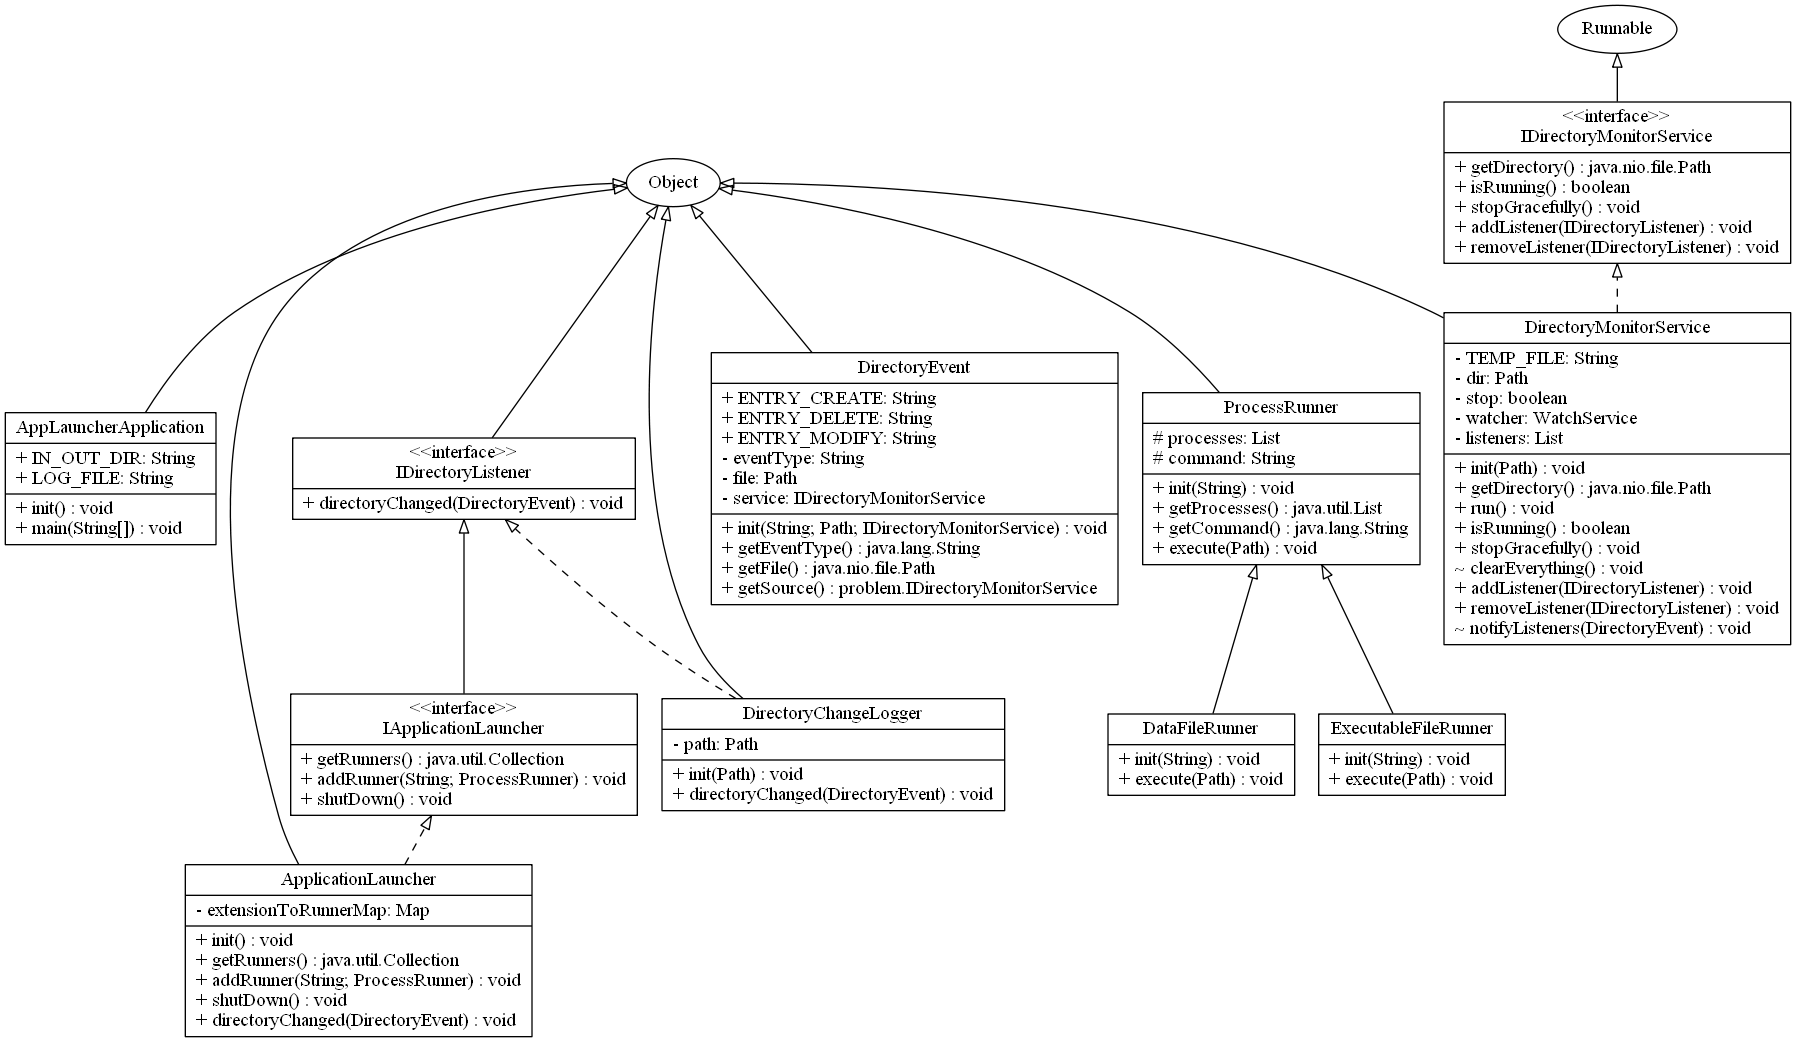 Runnable
<<interface>>
IDirectoryMonitorService
+ getDirectory() : java.nio.file.Path
+ isRunning() : boolean
+ stopGracefully() : void
+ addListener(IDirectoryListener) : void
+ removeListener(IDirectoryListener) : void
Object
DirectoryMonitorService
- TEMP_FILE: String
- dir: Path
- stop: boolean
- watcher: WatchService
- listeners: List
+ init(Path) : void
+ getDirectory() : java.nio.file.Path
+ run() : void
+ isRunning() : boolean
+ stopGracefully() : void
~ clearEverything() : void
+ addListener(IDirectoryListener) : void
+ removeListener(IDirectoryListener) : void
~ notifyListeners(DirectoryEvent) : void
AppLauncherApplication
+ IN_OUT_DIR: String
+ LOG_FILE: String
+ init() : void
+ main(String[]) : void
<<interface>>
IDirectoryListener
+ directoryChanged(DirectoryEvent) : void
DirectoryEvent
+ ENTRY_CREATE: String
+ ENTRY_DELETE: String
+ ENTRY_MODIFY: String
- eventType: String
- file: Path
- service: IDirectoryMonitorService
+ init(String; Path; IDirectoryMonitorService) : void
+ getEventType() : java.lang.String
+ getFile() : java.nio.file.Path
+ getSource() : problem.IDirectoryMonitorService
ProcessRunner
# processes: List
# command: String
+ init(String) : void
+ getProcesses() : java.util.List
+ getCommand() : java.lang.String
+ execute(Path) : void
<<interface>>
IApplicationLauncher
+ getRunners() : java.util.Collection
+ addRunner(String; ProcessRunner) : void
+ shutDown() : void
DirectoryChangeLogger
- path: Path
+ init(Path) : void
+ directoryChanged(DirectoryEvent) : void
DataFileRunner
+ init(String) : void
+ execute(Path) : void
ExecutableFileRunner
+ init(String) : void
+ execute(Path) : void
ApplicationLauncher
- extensionToRunnerMap: Map
+ init() : void
+ getRunners() : java.util.Collection
+ addRunner(String; ProcessRunner) : void
+ shutDown() : void
+ directoryChanged(DirectoryEvent) : void